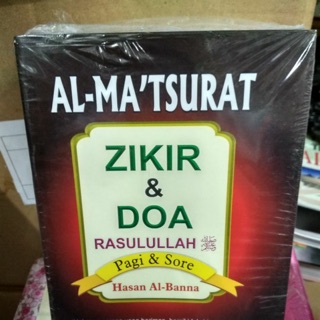 AL-MA'TSURAT
ZIKIR
&
DOA
RASULULLAH ﷺ
Pagi & Sore
Hasan Al-Banna